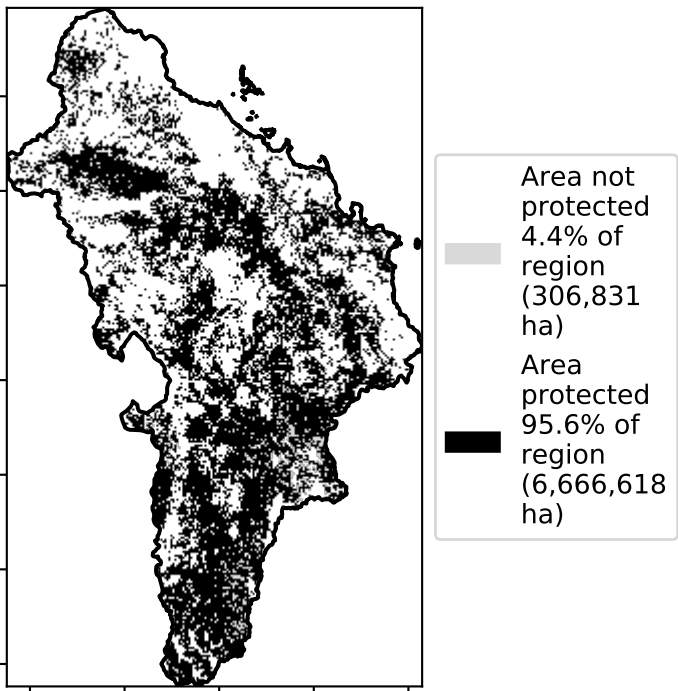 Area not
protected
4.4% of
region
(306,831
ha)
Area
protected
95.6% of
region
(6,666,618
ha)